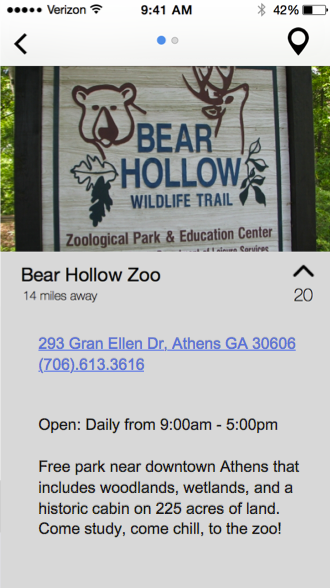 Verizon 9:41 AM 42%
BEAR
HOLLOW
WILDLIFE TRAIL
Zoological Park & Education Center
Department of Leisure Services
Bear Hollow Zoo
14 miles away
20
293 Gran Ellen Dr, Athens GA 30606
(706).613.3616
Open: Daily from 9:00am - 5:00pm
Free park near downtown Athens that
includes woodlands, wetlands, and a
historic cabin on 225 acres of land.
Come study, come chill, to the zoo!